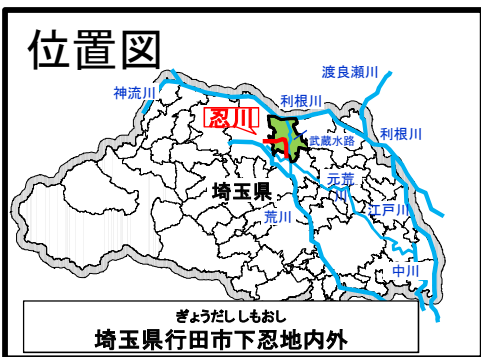 位置図
渡良瀬川
神流川
利根川
忍川
武蔵水路
利根川
埼玉県
元荒
川
荒川
江戸川
中川
ぎょうだし しもおし
埼玉県行田市下忍地内外